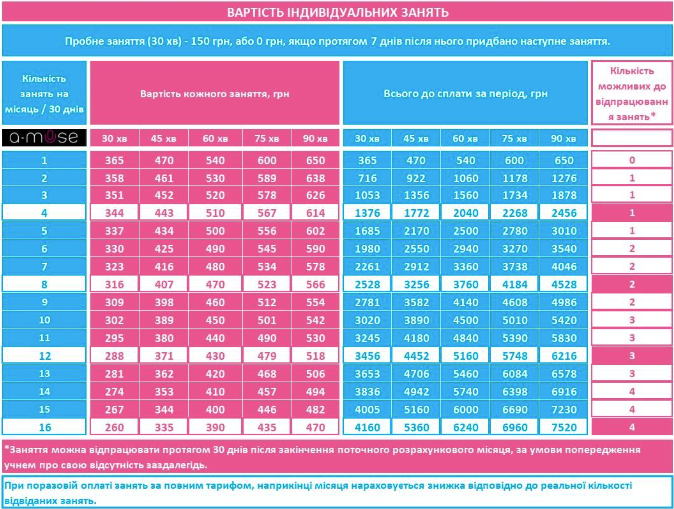 ВАРТІСТЬ ІНДИВІДУАЛЬНИХ ЗАНЯТЬ
Пробне заняття (30 хв) - 150 грн, або 0 грн, якщо протягом 7 днів після нього придбано наступне заняття.
Кількість
занять на
місяць / 30 днів
Вартість кожного заняття, грн
Всього до сплати за період, грн
Кількість
можливих до
відпрацюванн
я занять*
a·muse 30 хв 45 хв 60 хв 75 хв 90 хв 30 хв 45 хв 60 хв 75 хв 90 хв
1 365 470 540 600 650 365 470 540 600 650 0
2 358 461 530 589 638 716 922 1060 1178 1276 1
3 351 452 520 578 626 1053 1356 1560 1734 1878 1
4 344 443 510 567 614 1376 1772 2040 2268 2456 1
5 337 434 500 556 602 1685 2170 2500 2780 3010 1
6 330 425 490 545 590 1980 2550 2940 3270 3540 2
7 323 416 480 534 578 2261 2912 3360 3738 4046 2
8 316 407 470 523 566 2528 3256 3760 4184 4528 2
9 309 398 460 512 554 2781 3582 4140 4608 4986 2
10 302 389 450 501 542 3020 3890 4500 5010 5420 3
11 295 380 440 490 530 3245 4180 4840 5390 5830 3
12 288 371 430 479 518 3456 4452 5160 5748 6216 3
13 281 362 420 468 506 3653 4706 5460 6084 6578 3
14 274 353 410 457 494 3836 4942 5740 6398 6916 4
15 267 344 400 446 482 4005 5160 6000 6690 7230 4
16 260 335 390 435 470 4160 5360 6240 6960 7520 4
*Заняття можна відпрацювати протягом 30 днів після закінчення поточного розрахункового місяця, за умови попередження
учнем про свою відсутність заздалегідь.
При поразовій оплаті занять за повним тарифом, наприкінці місяця нараховується знижка відповідно до реальної кількості
відвіданих занять.